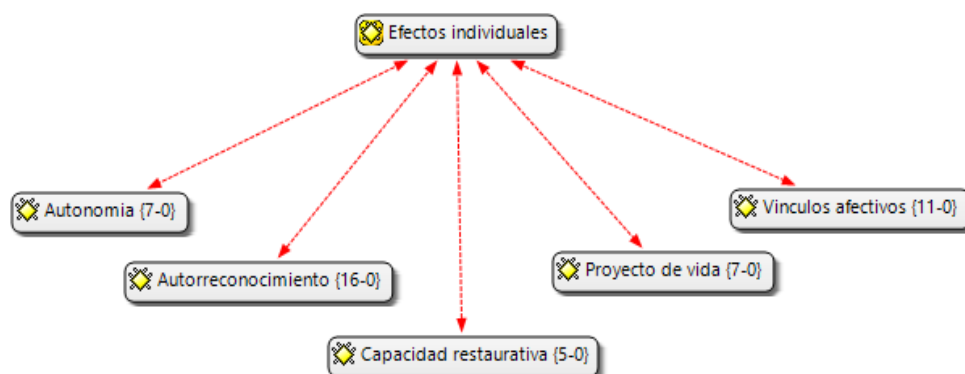 Efectos individuales
Autonomia {7-0}
Vinculos afectivos {11-0}
Autorreconocimiento {16-0}
Proyecto de vida {7-0}
Capacidad restaurativa {5-0}